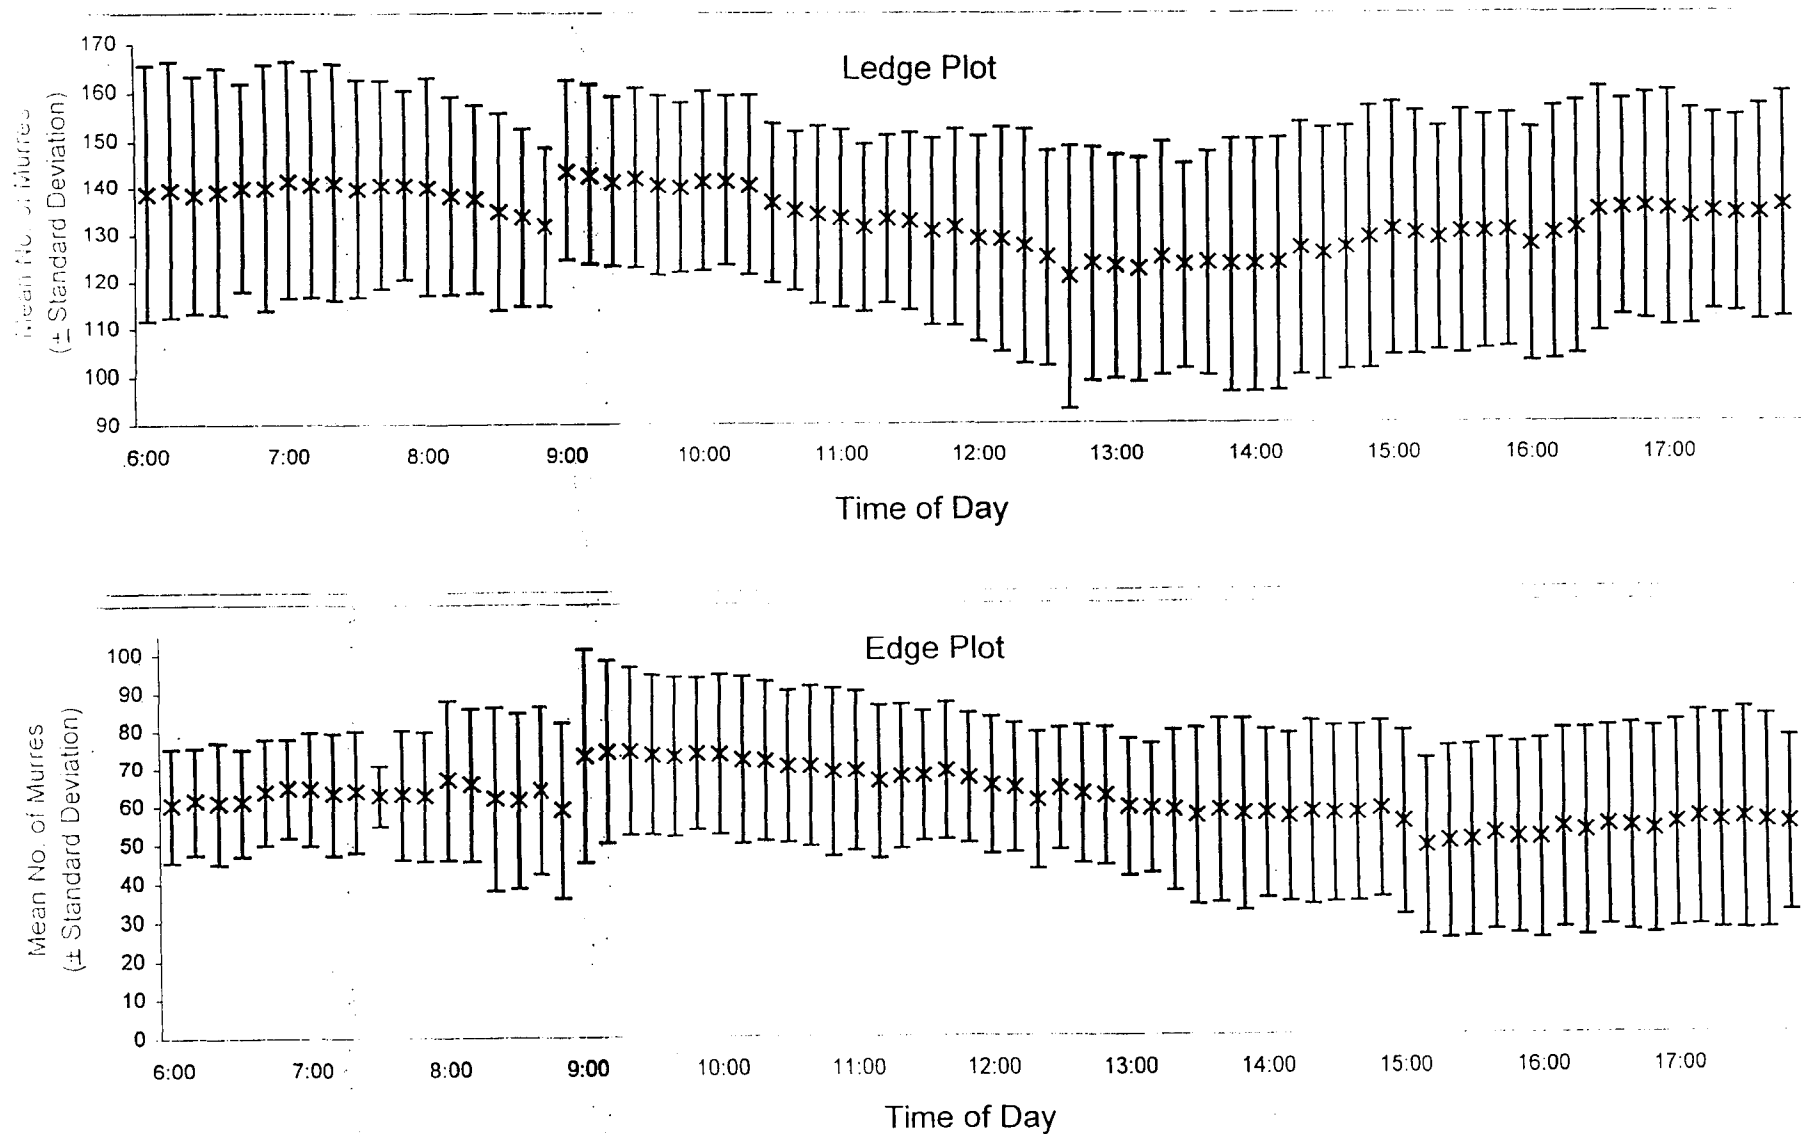 Ledge Plot
Mean No. of Murres
(± Standard Deviation)
170
160
150
140
130
120
110
100
90
6:00 7:00 8:00 9:00 10:00 11:00 12:00 13:00 14:00 15:00 16:00 17:00
Time of Day
Edge Plot
Mean No. of Murres
(± Standard Deviation)
100
90
80
70
60
50
40
30
20
10
0
6:00 7:00 8:00 9:00 10:00 11:00 12:00 13:00 14:00 15:00 16:00 17:00
Time of Day